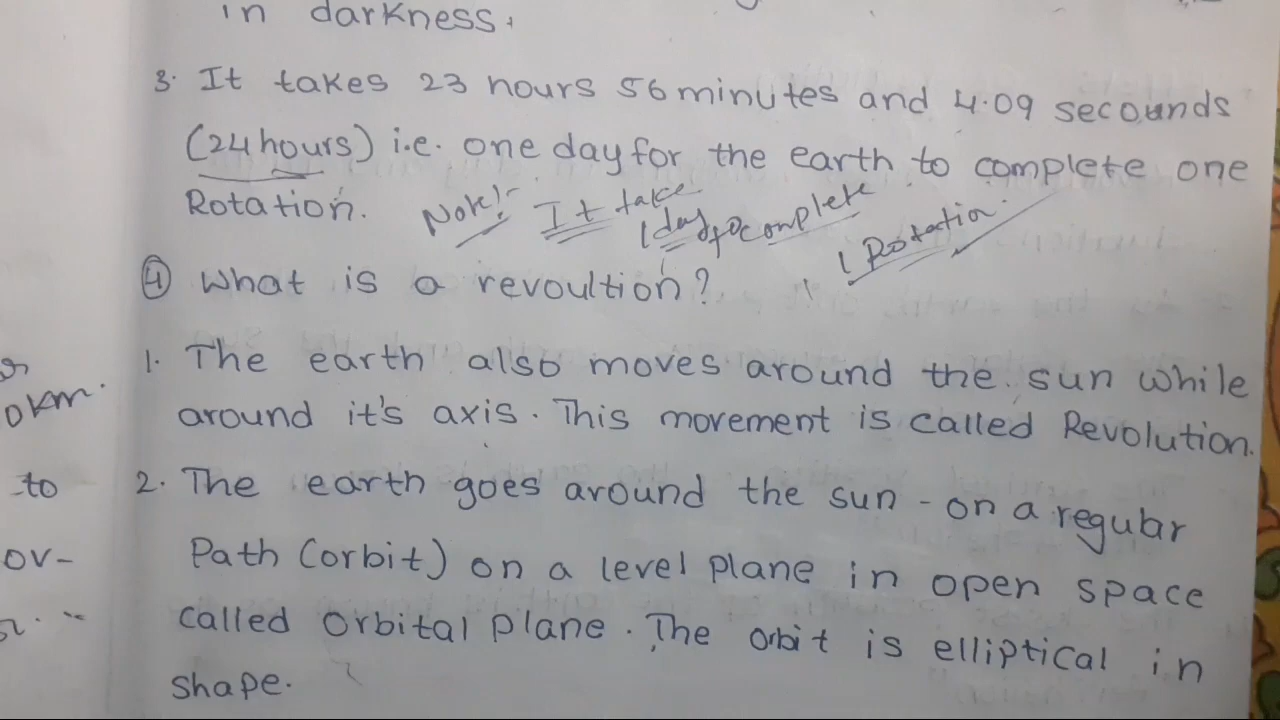 in darkness.
3. It takes 23 hours 56 minutes and 4.09 secounds
(24 hours) i.e. one day for the earth to complete one
Rotation.
Note:- It take
1 day to complete
1 Rotation.
④ What is a revoultion?
1. The earth also moves around the sun while
around it's axis. This movement is called Revolution.
2. The earth goes around the sun - on a regular
Path (orbit) on a level plane in open space
called orbital plane. The orbit is elliptical in
shape.
0km.
to
ov-